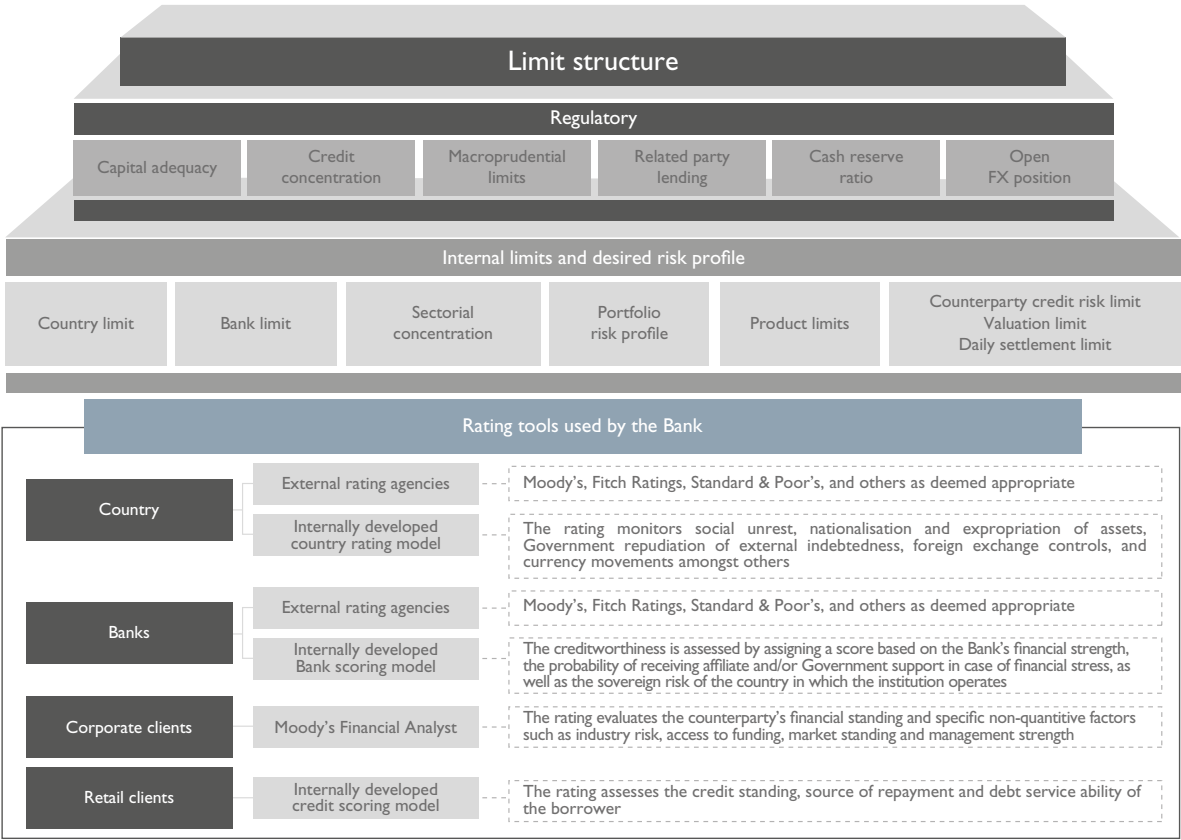 Limit structure
Regulatory
Capital adequacy
Credit
concentration
Macroprudential
limits
Related party
lending
Cash reserve
ratio
Open
FX position
Internal limits and desired risk profile
Country limit
Bank limit
Sectorial
concentration
Portfolio
risk profile
Product limits
Counterparty credit risk limit
Valuation limit
Daily settlement limit
Rating tools used by the Bank
Country
External rating agencies
Moody's, Fitch Ratings, Standard & Poor's, and others as deemed appropriate
Internally developed
country rating model
The rating monitors social unrest, nationalisation and expropriation of assets,
Government repudiation of external indebtedness, foreign exchange controls, and
currency movements amongst others
Banks
External rating agencies
Moody's, Fitch Ratings, Standard & Poor's, and others as deemed appropriate
Internally developed
Bank scoring model
The creditworthiness is assessed by assigning a score based on the Bank's financial strength,
the probability of receiving affiliate and/or Government support in case of financial stress, as
well as the sovereign risk of the country in which the institution operates
Corporate clients
Moody's Financial Analyst
The rating evaluates the counterparty's financial standing and specific non-quantitive factors
such as industry risk, access to funding, market standing and management strength
Retail clients
Internally developed
credit scoring model
The rating assesses the credit standing, source of repayment and debt service ability of
the borrower